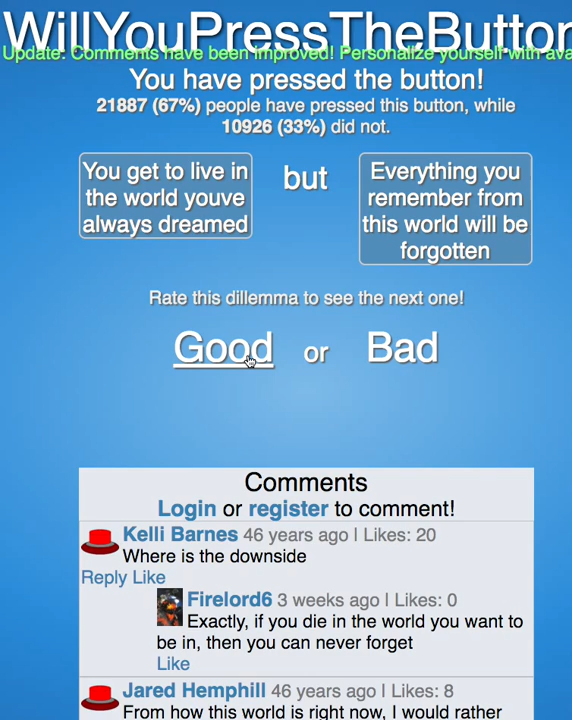 WillYouPressTheButton
Update: Comments have been improved! Personalize yourself with ava
You have pressed the button!
21887 (67%) people have pressed this button, while
10926 (33%) did not.
You get to live in
the world youve
always dreamed
but
Everything you
remember from
this world will be
forgotten
Rate this dillemma to see the next one!
Good or Bad
Comments
Login or register to comment!
Kelli Barnes 46 years ago | Likes: 20
Where is the downside
Reply Like
Firelord6 3 weeks ago | Likes: 0
Exactly, if you die in the world you want to
be in, then you can never forget
Like
Jared Hemphill 46 years ago | Likes: 8
From how this world is right now, I would rather